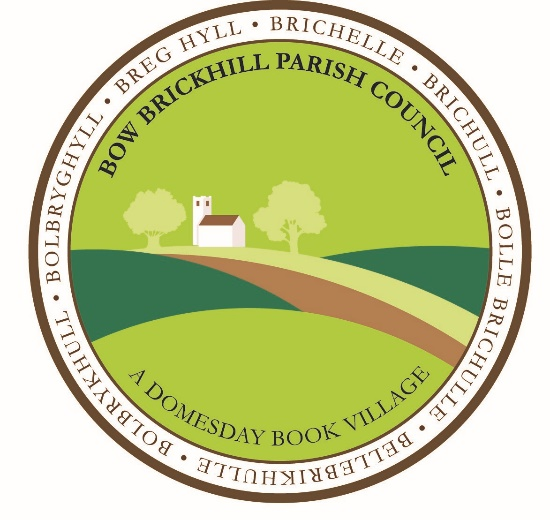 BREG HYLL • BRICHELLE • BRICHULL • BOLLE BRICHULLE • BELLEBRIKHULLE • BOLBRYKHULL • BOLBRYGHYLL •
BOW BRICKHILL PARISH COUNCIL
A DOMESDAY BOOK VILLAGE